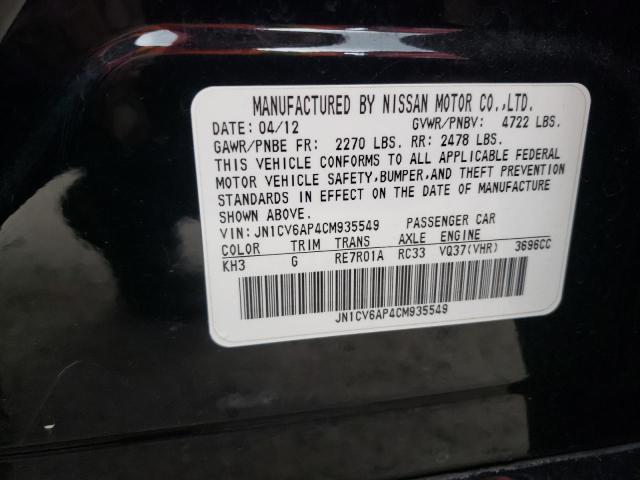 MANUFACTURED BY NISSAN MOTOR CO.,LTD.
DATE: 04/12 GVWR/PNBV: 4722 LBS.
GAWR/PNBE FR: 2270 LBS. RR: 2478 LBS.
THIS VEHICLE CONFORMS TO ALL APPLICABLE FEDERAL
MOTOR VEHICLE SAFETY,BUMPER,AND THEFT PREVENTION
STANDARDS IN EFFECT ON THE DATE OF MANUFACTURE
SHOWN ABOVE.
VIN: JN1CV6AP4CM935549 PASSENGER CAR
COLOR TRIM TRANS AXLE ENGINE
KH3 G RE7R01A RC33 VQ37(VHR) 3696CC
JN1CV6AP4CM935549